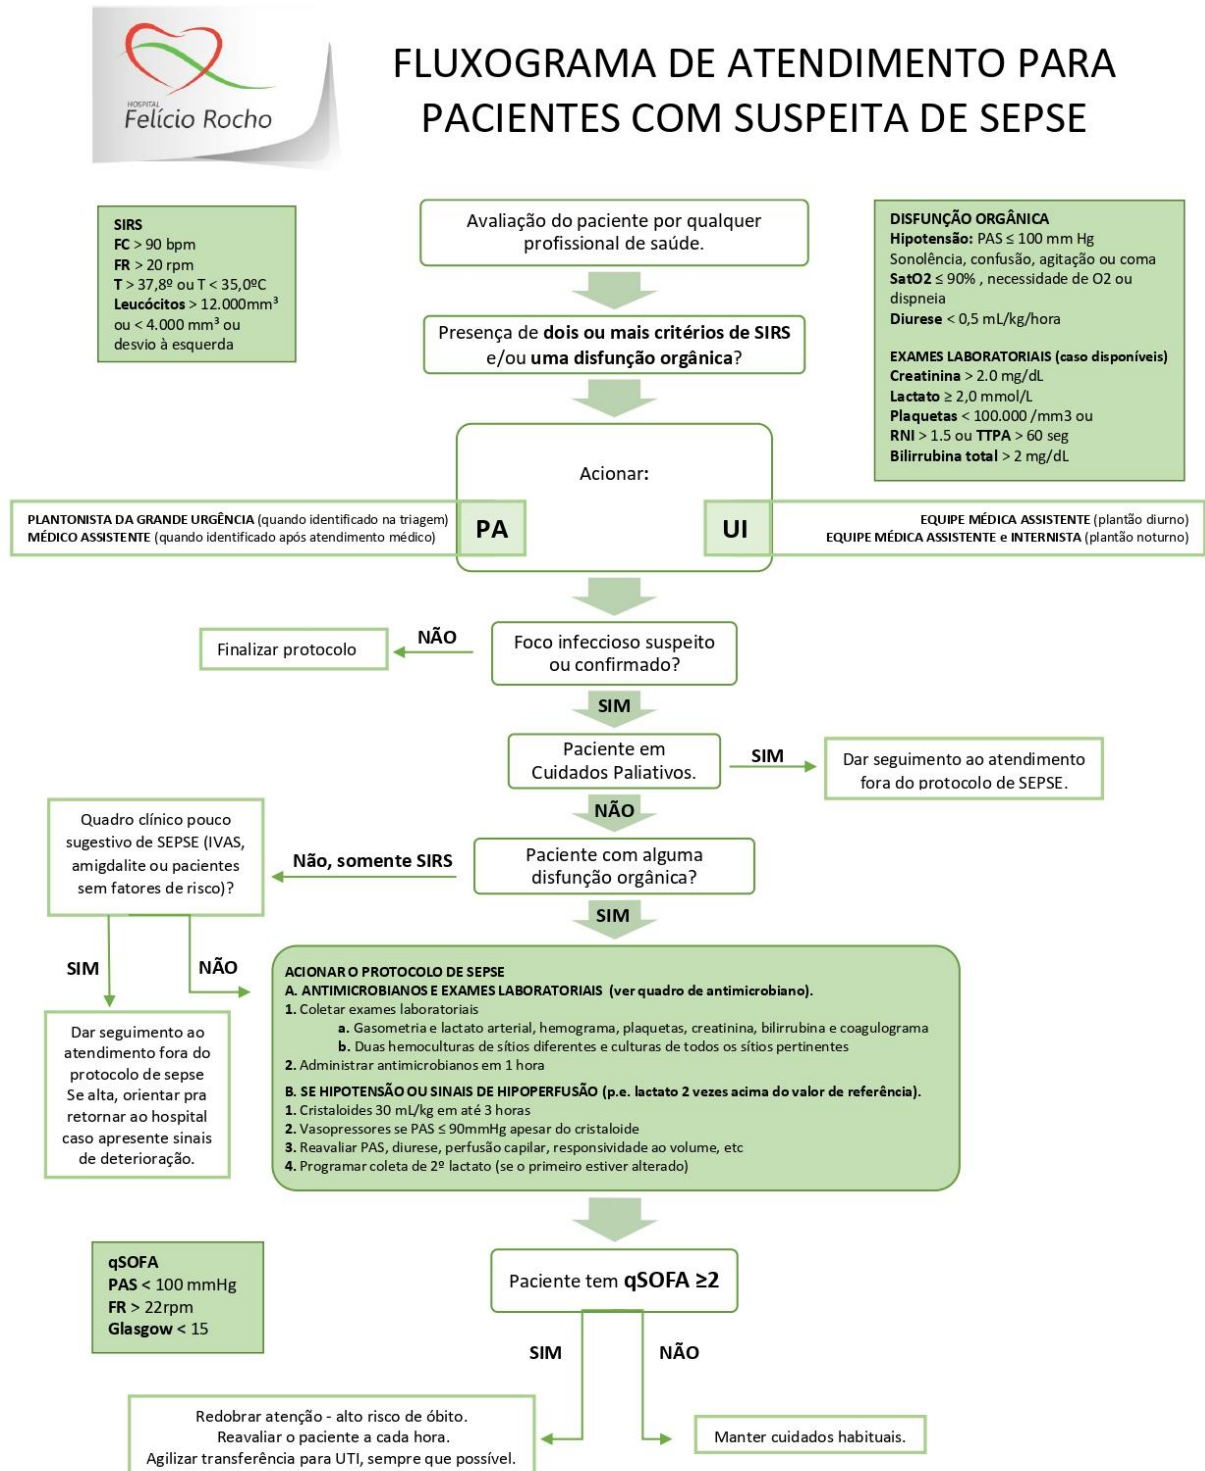 HOSPITAL
Felício Rocho
FLUXOGRAMA DE ATENDIMENTO PARA
PACIENTES COM SUSPEITA DE SEPSE
SIRS
FC > 90 bpm
FR > 20 rpm
T > 37,8º ou T < 35,0ºC
Leucócitos > 12.000mm³
ou < 4.000 mm³ ou
desvio à esquerda
Avaliação do paciente por qualquer
profissional de saúde.
DISFUNÇÃO ORGÂNICA
Hipotensão: PAS ≤ 100 mm Hg
Sonolência, confusão, agitação ou coma
SatO2 ≤ 90% , necessidade de O2 ou
dispneia
Diurese < 0,5 mL/kg/hora
EXAMES LABORATORIAIS (caso disponíveis)
Creatinina > 2.0 mg/dL
Lactato ≥ 2,0 mmol/L
Plaquetas < 100.000 /mm3 ou
RNI > 1.5 ou TTPA > 60 seg
Bilirrubina total > 2 mg/dL
Presença de dois ou mais critérios de SIRS
e/ou uma disfunção orgânica?
Acionar:
PLANTONISTA DA GRANDE URGÊNCIA (quando identificado na triagem)
MÉDICO ASSISTENTE (quando identificado após atendimento médico)
PA
UI
EQUIPE MÉDICA ASSISTENTE (plantão diurno)
EQUIPE MÉDICA ASSISTENTE e INTERNISTA (plantão noturno)
Foco infeccioso suspeito
ou confirmado?
NÃO
Finalizar protocolo
SIM
Paciente em
Cuidados Paliativos.
SIM
Dar seguimento ao atendimento
fora do protocolo de SEPSE.
NÃO
Paciente com alguma
disfunção orgânica?
Não, somente SIRS
Quadro clínico pouco
sugestivo de SEPSE (IVAS,
amigdalite ou pacientes
sem fatores de risco)?
SIM
SIM
NÃO
Dar seguimento ao
atendimento fora do
protocolo de sepse
Se alta, orientar pra
retornar ao hospital
caso apresente sinais
de deterioração.
ACIONAR O PROTOCOLO DE SEPSE
A. ANTIMICROBIANOS E EXAMES LABORATORIAIS (ver quadro de antimicrobiano).
1. Coletar exames laboratoriais
a. Gasometria e lactato arterial, hemograma, plaquetas, creatinina, bilirrubina e coagulograma
b. Duas hemoculturas de sítios diferentes e culturas de todos os sítios pertinentes
2. Administrar antimicrobianos em 1 hora
B. SE HIPOTENSÃO OU SINAIS DE HIPOPERFUSÃO (p.e. lactato 2 vezes acima do valor de referência).
1. Cristaloides 30 mL/kg em até 3 horas
2. Vasopressores se PAS ≤ 90mmHg apesar do cristaloide
3. Reavaliar PAS, diurese, perfusão capilar, responsividade ao volume, etc
4. Programar coleta de 2º lactato (se o primeiro estiver alterado)
qSOFA
PAS < 100 mmHg
FR > 22rpm
Glasgow < 15
Paciente tem qSOFA ≥2
SIM
NÃO
Redobrar atenção - alto risco de óbito.
Reavaliar o paciente a cada hora.
Agilizar transferência para UTI, sempre que possível.
Manter cuidados habituais.